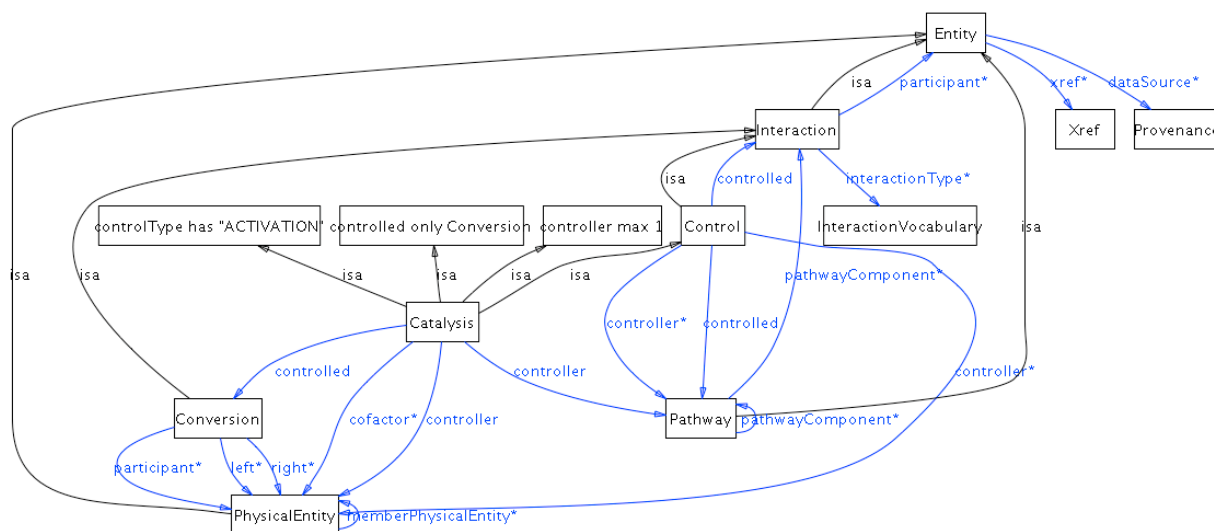 Entity
isa
participant*
xref*
dataSource*
Interaction
Xref
Provenance
isa
controlled
interactionType*
controlType has "ACTIVATION"
controlled only Conversion
controller max 1
Control
InteractionVocabulary
isa
isa
isa
isa
isa
isa
isa
pathwayComponent*
Catalysis
controller*
controlled
controlled
controller
controller*
Conversion
cofactor*
controller
Pathway
pathwayComponent*
participant*
left*
right*
PhysicalEntity
memberPhysicalEntity*